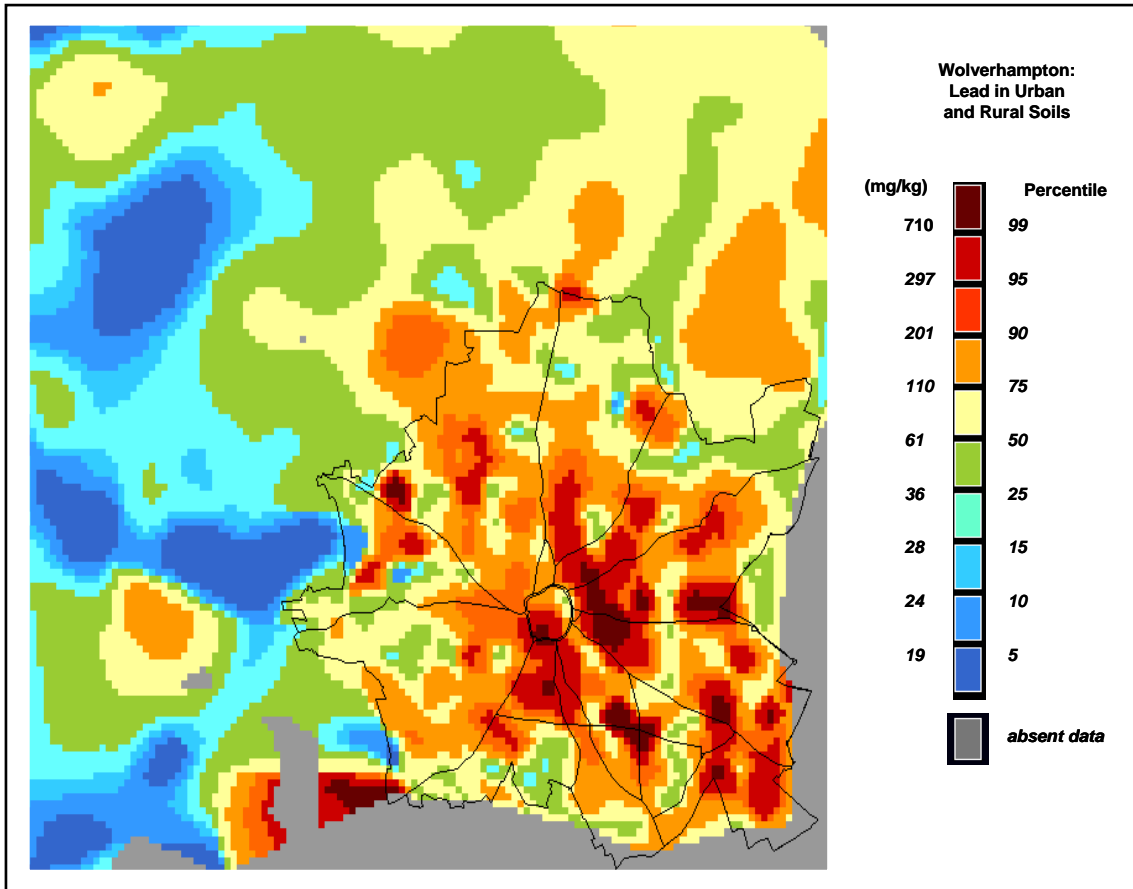 Wolverhampton:
Lead in Urban
and Rural Soils
(mg/kg) Percentile
710 99
297 95
201 90
110 75
61 50
36 25
28 15
24 10
19 5
absent data